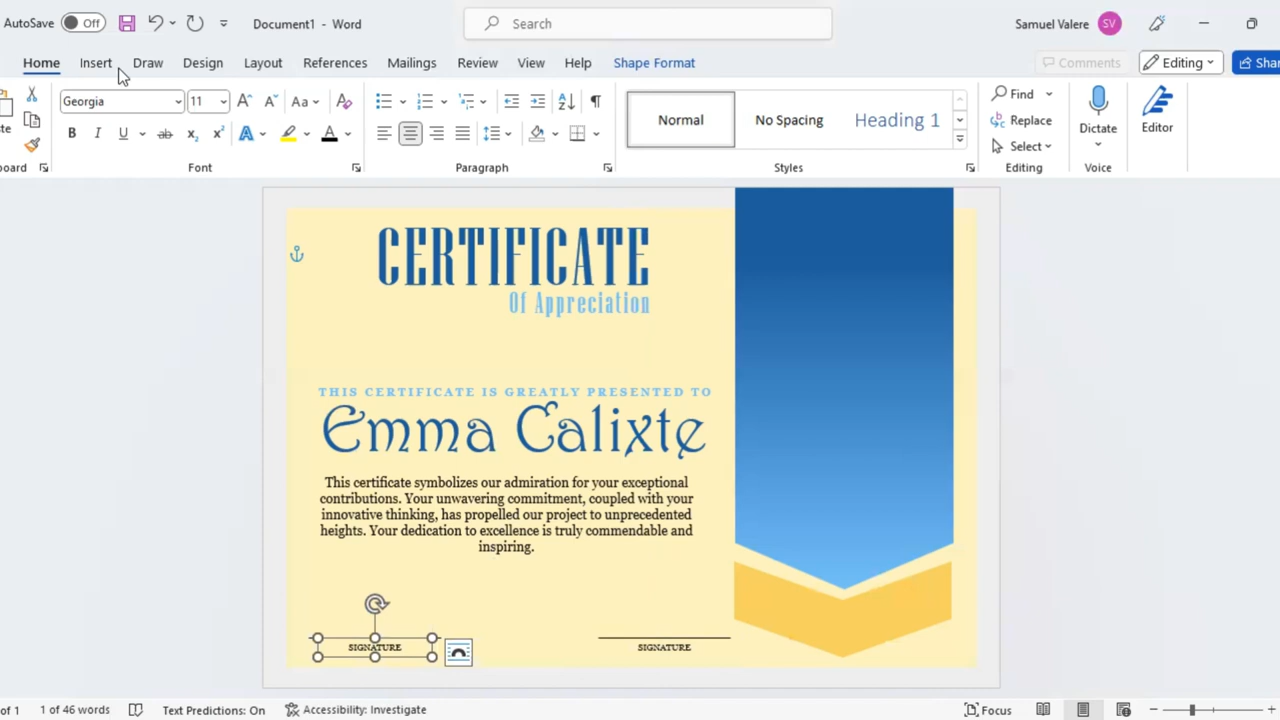 AutoSave Off Document1 - Word Search Samuel Valere SV
Home Insert Draw Design Layout References Mailings Review View Help Shape Format Comments Editing
Georgia 11 Aa
Normal No Spacing Heading 1
Find
Replace
Select
Dictate
Editor
Font Paragraph Styles Editing Voice
CERTIFICATE
Of Appreciation
THIS CERTIFICATE IS GREATLY PRESENTED TO
Emma Calixte
This certificate symbolizes our admiration for your exceptional
contributions. Your unwavering commitment, coupled with your
innovative thinking, has propelled our project to unprecedented
heights. Your dedication to excellence is truly commendable and
inspiring.
SIGNATURE SIGNATURE
of 1 1 of 46 words Text Predictions: On Accessibility: Investigate Focus